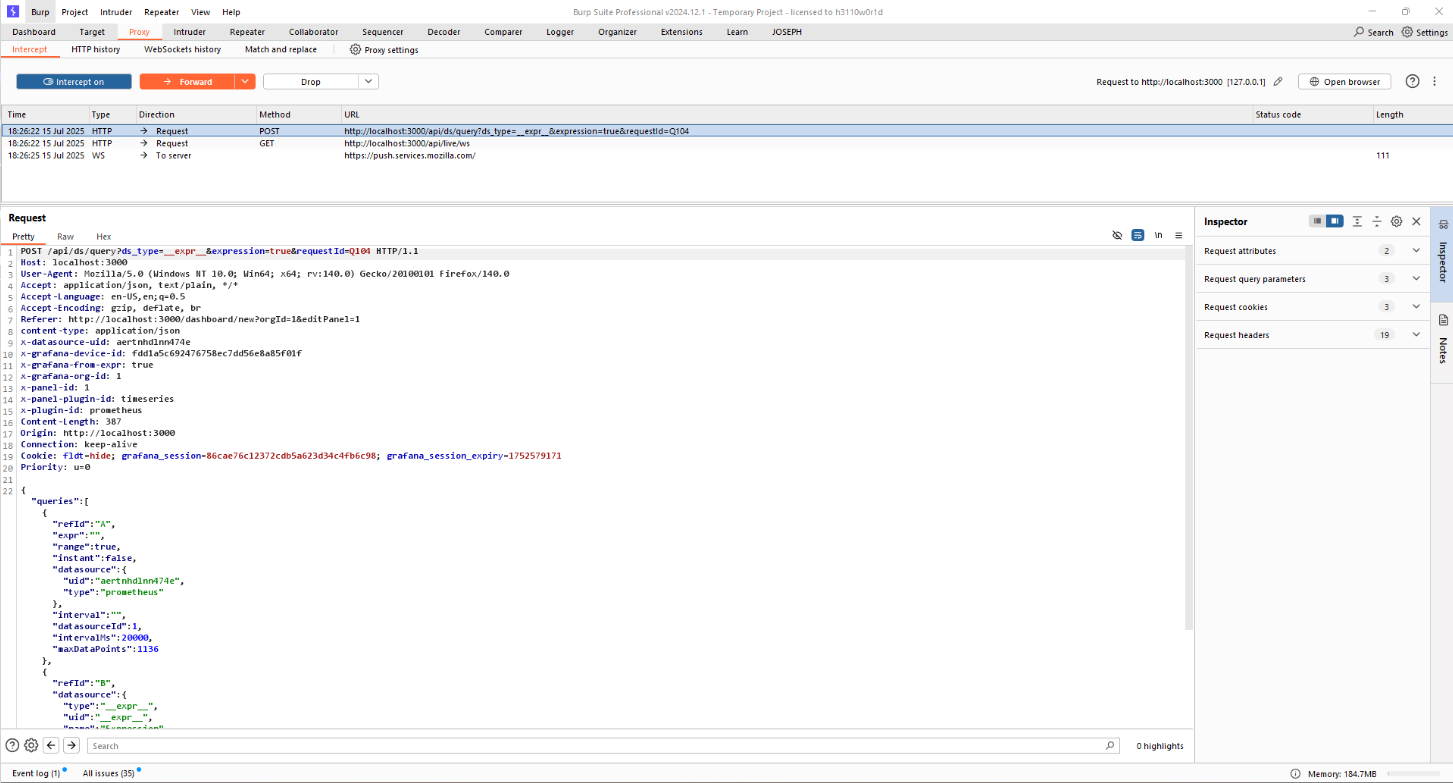 Burp Project Intruder Repeater View Help Burp Suite Professional v2024.12.1 - Temporary Project - licensed to h3110w0r1d
Dashboard Target Proxy Intruder Repeater Collaborator Sequencer Decoder Comparer Logger Organizer Extensions Learn JOSEPH Search Settings
Intercept HTTP history WebSockets history Match and replace Proxy settings
Intercept on Forward Drop Request to http://localhost:3000 [127.0.0.1] Open browser
Time Type Direction Method URL Status code Length
18:26:22 15 Jul 2025 HTTP → Request POST http://localhost:3000/api/ds/query?ds_type=__expr__&expression=true&requestId=Q104
18:26:22 15 Jul 2025 HTTP → Request GET http://localhost:3000/api/live/ws
18:26:25 15 Jul 2025 WS → To server https://push.services.mozilla.com/ 111
Request
Pretty Raw Hex \n
1 POST /api/ds/query?ds_type=__expr__&expression=true&requestId=Q104 HTTP/1.1
2 Host: localhost:3000
3 User-Agent: Mozilla/5.0 (Windows NT 10.0; Win64; x64; rv:140.0) Gecko/20100101 Firefox/140.0
4 Accept: application/json, text/plain, */*
5 Accept-Language: en-US,en;q=0.5
6 Accept-Encoding: gzip, deflate, br
7 Referer: http://localhost:3000/dashboard/new?orgId=1&editPanel=1
8 content-type: application/json
9 x-datasource-uid: aertnhdlnn474e
10 x-grafana-device-id: fdd1a5c692476758ec7dd56e8a85f01f
11 x-grafana-from-expr: true
12 x-grafana-org-id: 1
13 x-panel-id: 1
14 x-panel-plugin-id: timeseries
15 x-plugin-id: prometheus
16 Content-Length: 387
17 Origin: http://localhost:3000
18 Connection: keep-alive
19 Cookie: fldt=hide; grafana_session=86cae76c12372cdb5a623d34c4fb6c98; grafana_session_expiry=1752579171
20 Priority: u=0
21
22 {
"queries":[
{
"refId":"A",
"expr":"",
"range":true,
"instant":false,
"datasource":{
"uid":"aertnhdlnn474e",
"type":"prometheus"
},
"interval":"",
"datasourceId":1,
"intervalMs":20000,
"maxDataPoints":1136
},
{
"refId":"B",
"datasource":{
"type":"__expr__",
"uid":"__expr__",
"name":"Expression"
Inspector
Request attributes 2
Request query parameters 3
Request cookies 3
Request headers 19
Inspector
Notes
Search 0 highlights
Event log (1) All issues (35) Memory: 184.7MB